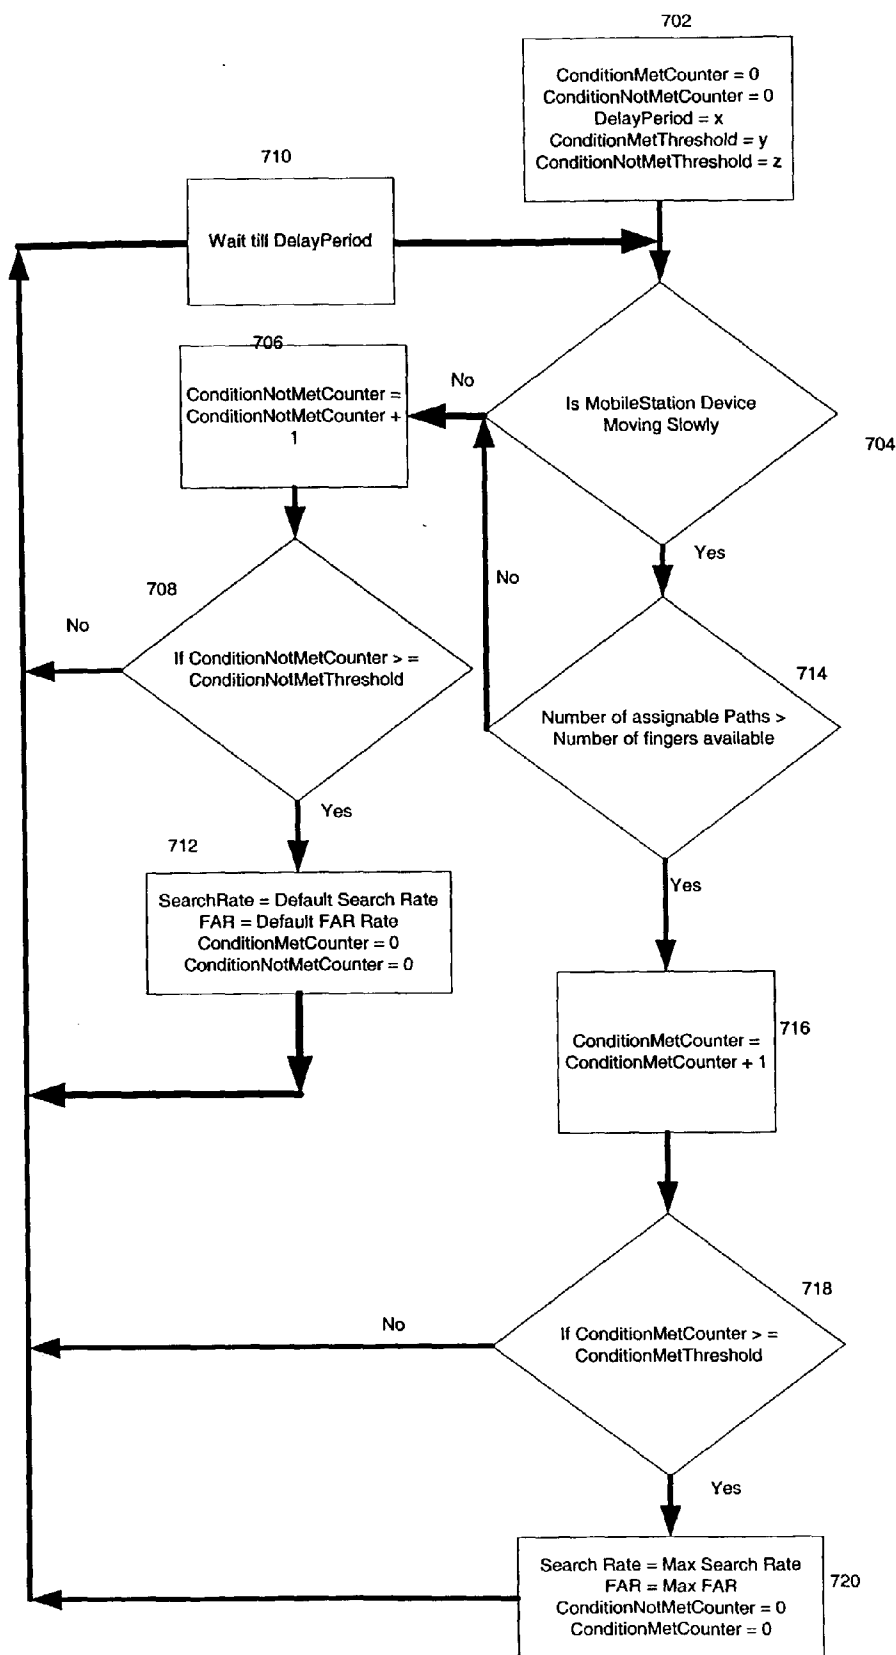 702
ConditionMetCounter = 0
ConditionNotMetCounter = 0
DelayPeriod = x
ConditionMetThreshold = y
ConditionNotMetThreshold = z
710
Wait till DelayPeriod
706
ConditionNotMetCounter =
ConditionNotMetCounter +
1
No
Is MobileStation Device
Moving Slowly
704
Yes
No
708
No
If ConditionNotMetCounter > =
ConditionNotMetThreshold
714
Number of assignable Paths >
Number of fingers available
Yes
712
SearchRate = Default Search Rate
FAR = Default FAR Rate
ConditionMetCounter = 0
ConditionNotMetCounter = 0
Yes
716
ConditionMetCounter =
ConditionMetCounter + 1
718
No
If ConditionMetCounter > =
ConditionMetThreshold
Yes
Search Rate = Max Search Rate
FAR = Max FAR
ConditionNotMetCounter = 0
ConditionMetCounter = 0
720